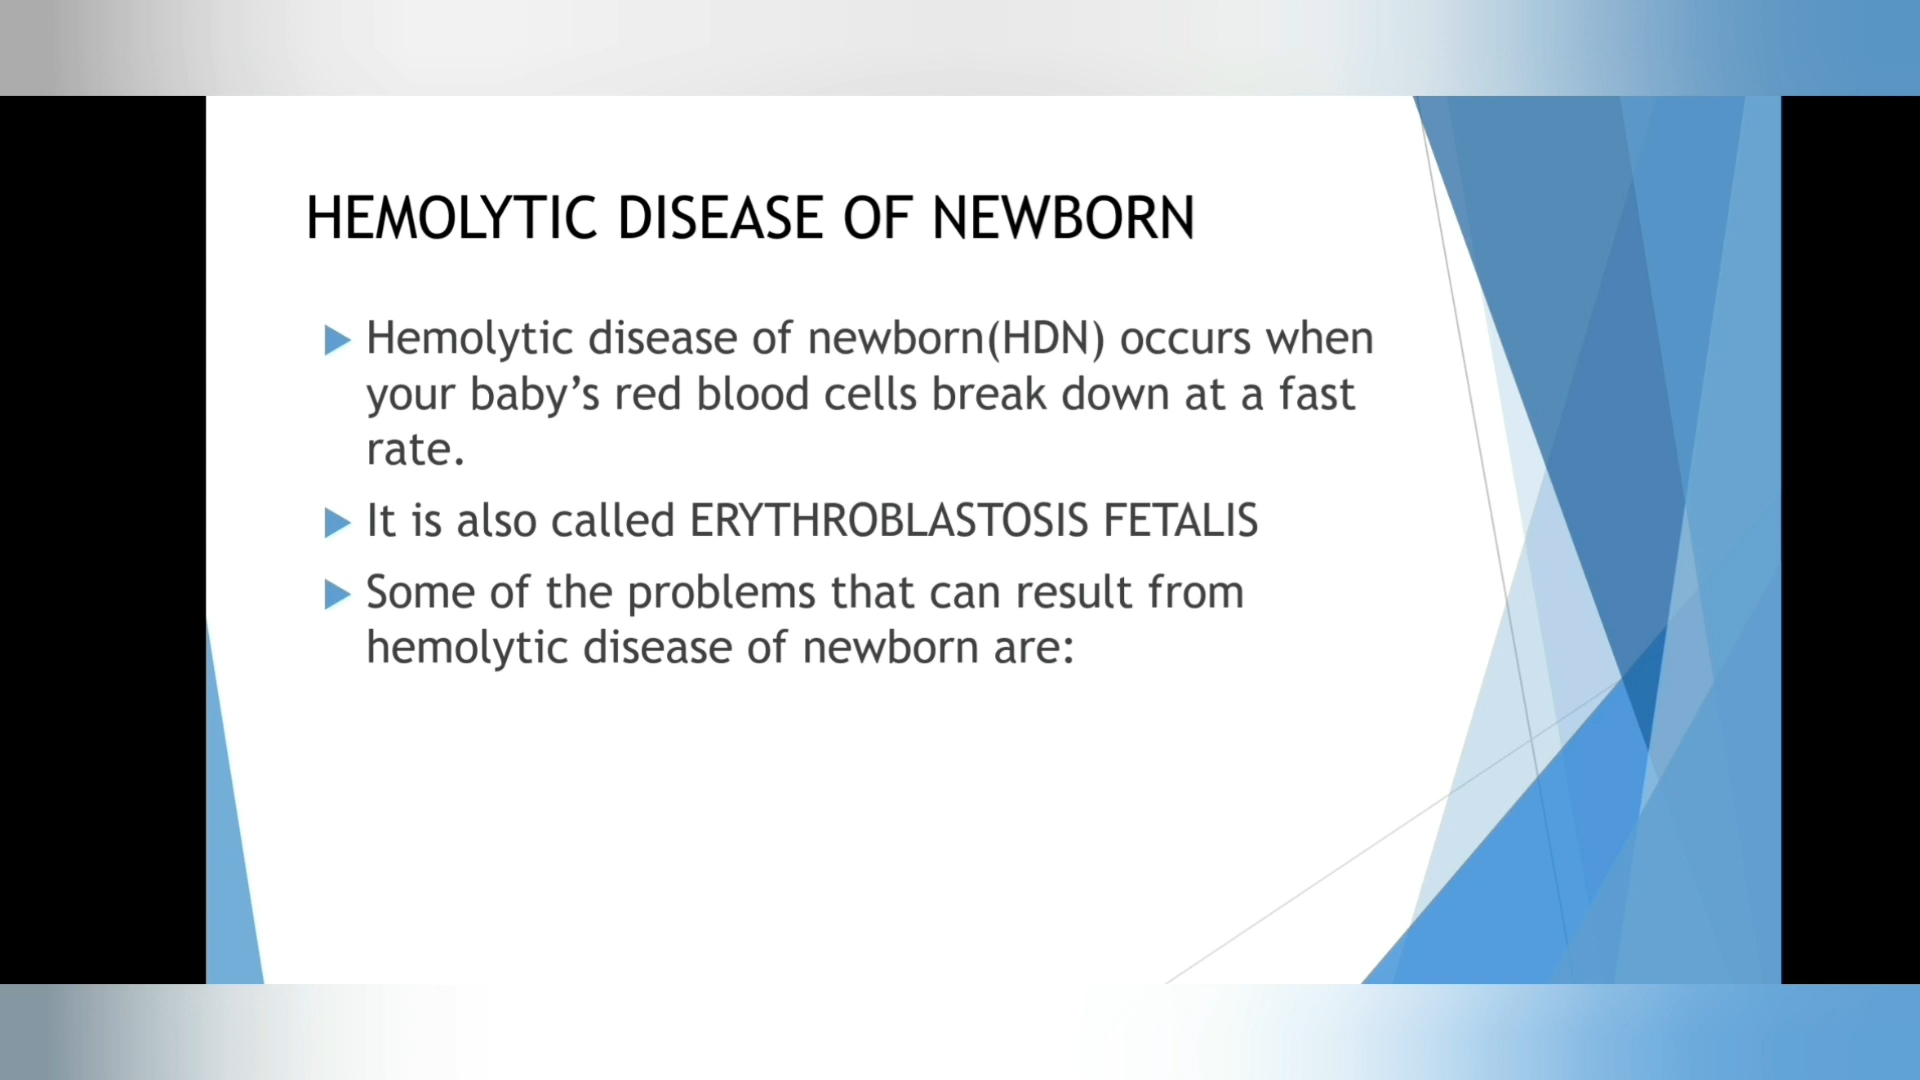 HEMOLYTIC DISEASE OF NEWBORN
Hemolytic disease of newborn(HDN) occurs when
your baby’s red blood cells break down at a fast
rate.
It is also called ERYTHROBLASTOSIS FETALIS
Some of the problems that can result from
hemolytic disease of newborn are: